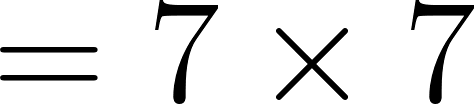 = 7 × 7